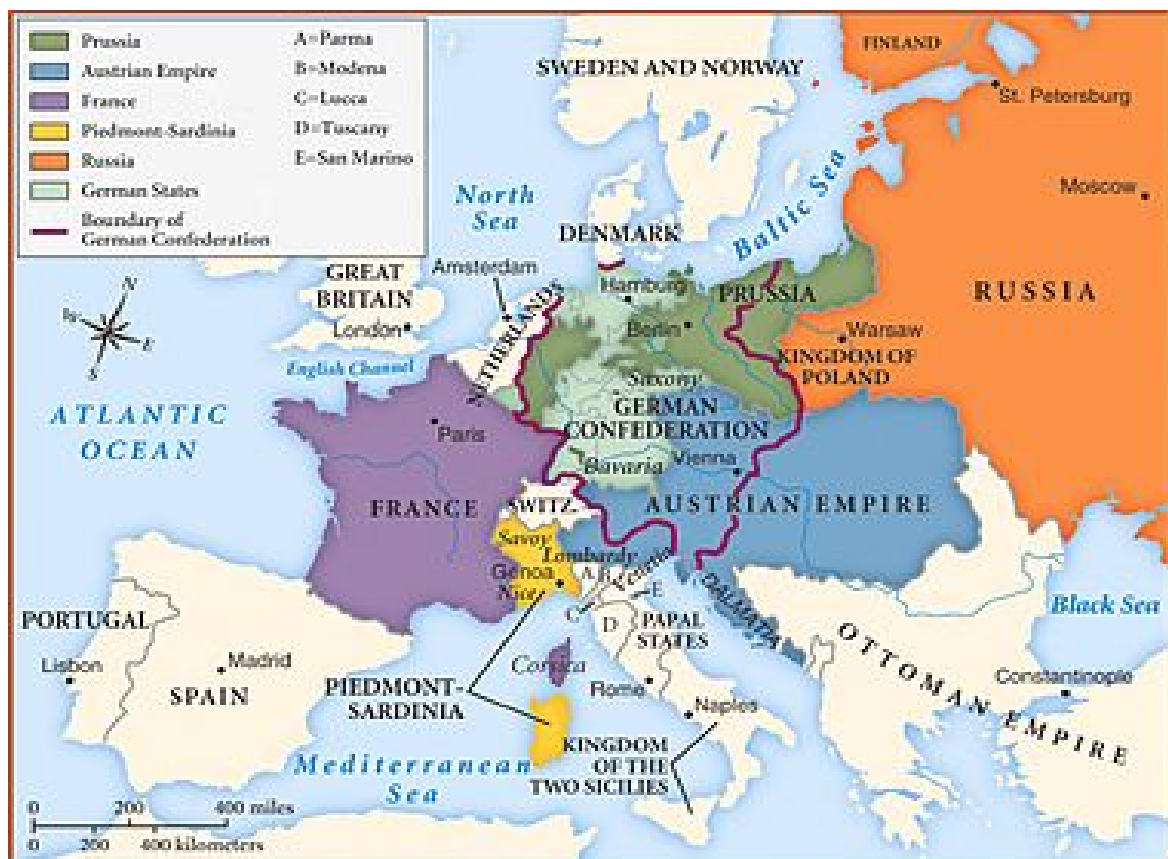 Prussia
Austrian Empire
France
Piedmont-Sardinia
Russia
German States
Boundary of
German Confederation
A=Parma
B=Modena
C=Lucca
D=Tuscany
E=San Marino
FINLAND
SWEDEN AND NORWAY
St. Petersburg
Moscow
North
Sea
Baltic Sea
DENMARK
GREAT
BRITAIN
Amsterdam
London
NETHERLANDS
Hamburg
PRUSSIA
Berlin
RUSSIA
Warsaw
KINGDOM OF
POLAND
N
E
S
W
English Channel
ATLANTIC
OCEAN
Saxony
GERMAN
CONFEDERATION
Paris
Bavaria
Vienna
FRANCE
SWITZ.
AUSTRIAN EMPIRE
Savoy
Lombardy
Venetia
Genoa
A
B
Nice
C
D
E
DALMATIA
PAPAL
STATES
Black Sea
PORTUGAL
Lisbon
Madrid
SPAIN
Corsica
PIEDMONT-
SARDINIA
Rome
Naples
OTTOMAN EMPIRE
Constantinople
KINGDOM
OF THE
TWO SICILIES
Mediterranean
Sea
0 200 400 miles
0 200 400 kilometers